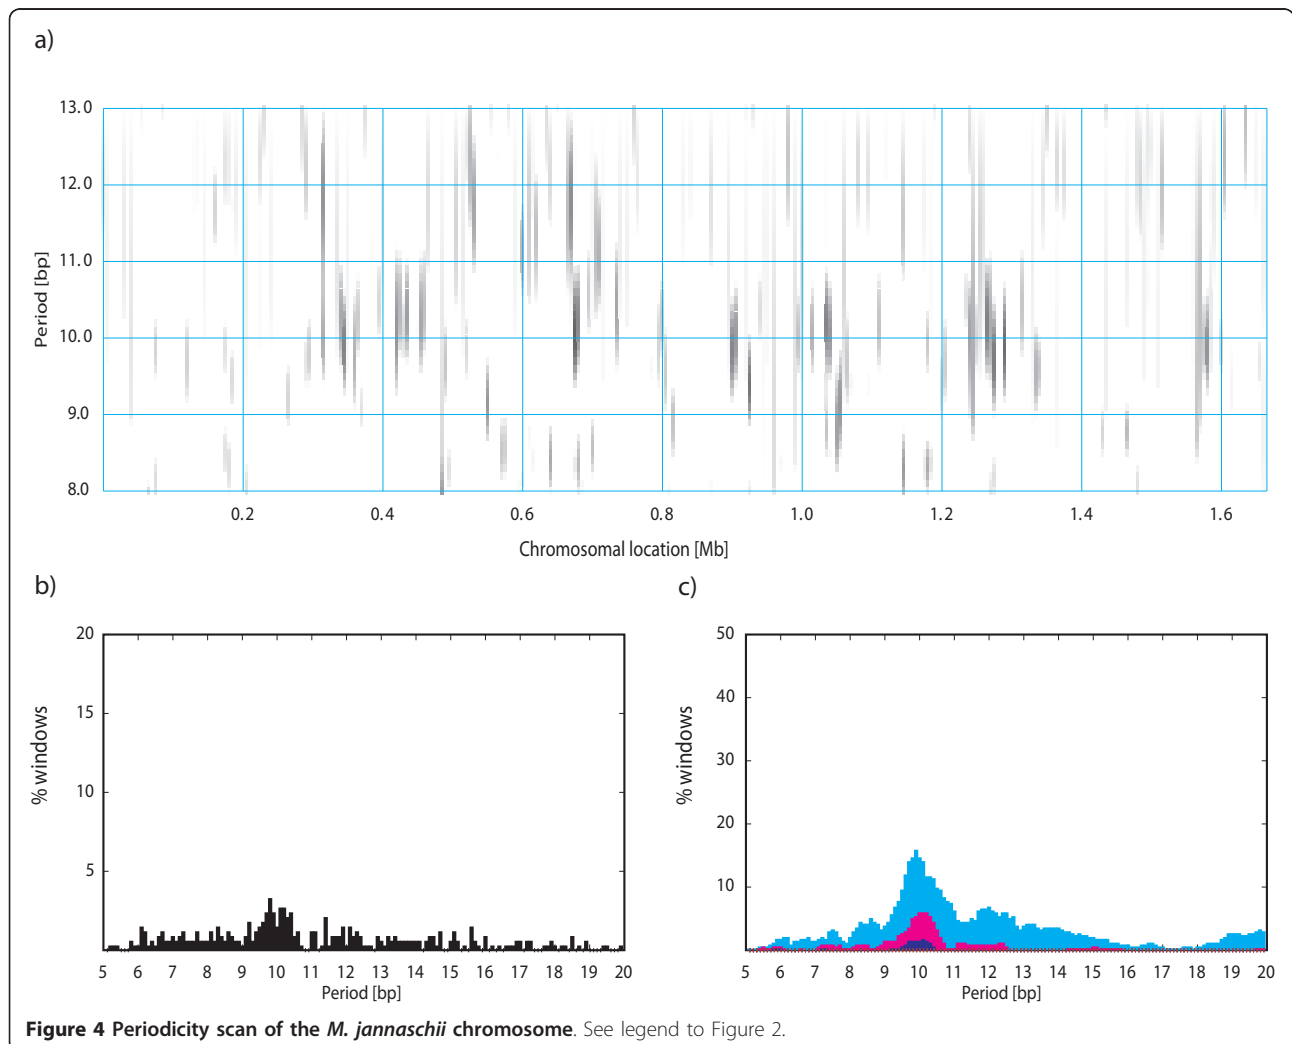 a)
13.0
12.0
11.0
10.0
9.0
8.0
Period [bp]
0.2 0.4 0.6 0.8 1.0 1.2 1.4 1.6
Chromosomal location [Mb]
b)
20
15
10
5
% windows
5 6 7 8 9 10 11 12 13 14 15 16 17 18 19 20
Period [bp]
c)
50
40
30
20
10
% windows
5 6 7 8 9 10 11 12 13 14 15 16 17 18 19 20
Period [bp]
Figure 4 Periodicity scan of the M. jannaschii chromosome. See legend to Figure 2.